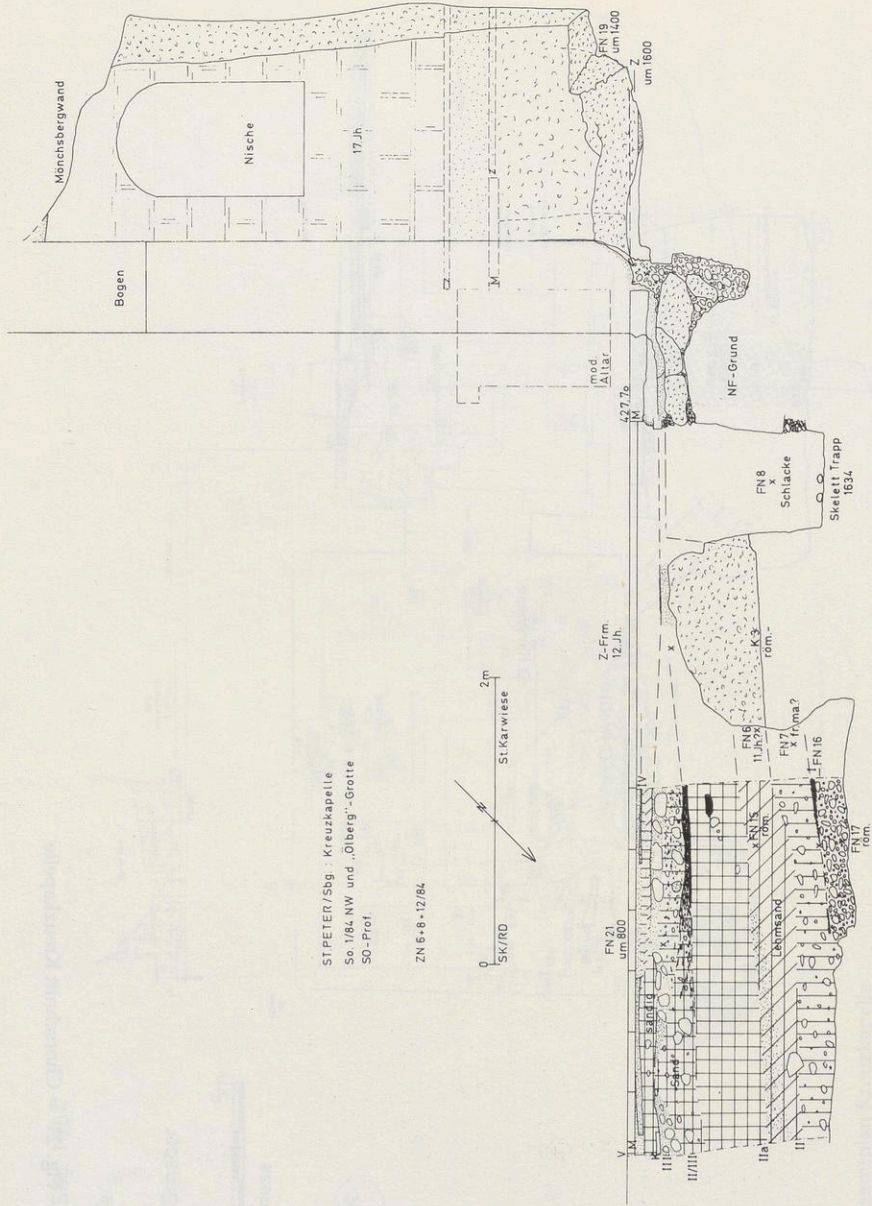 ST. PETER / Sbg. : Kreuzkapelle
So. 1/84 NW und „Ölberg"-Grotte
SO-Prof.
ZN 6+8+12/84
0
2m
SK/RD
St. Karwiese
N
Mönchsbergwand
Bogen
Nische
17. Jh.
Z
Z
M
FN 19
um 1400
Z
um 1600
mod.
Altar
427.70
M
NF-Grund
FN 8
x
Schlacke
Skelett Trapp
1634
Z-Frm.
12. Jh.
x
K 3
röm.-
FN 6
11. Jh.? x
FN 7
x fr. ma.?
FN 16
FN 21
um 800
IV
x
x FN 15
röm.
x
FN 17
röm.
sandig
"Sand"
Lehmsand
V
M
III
II/III
IIa
II